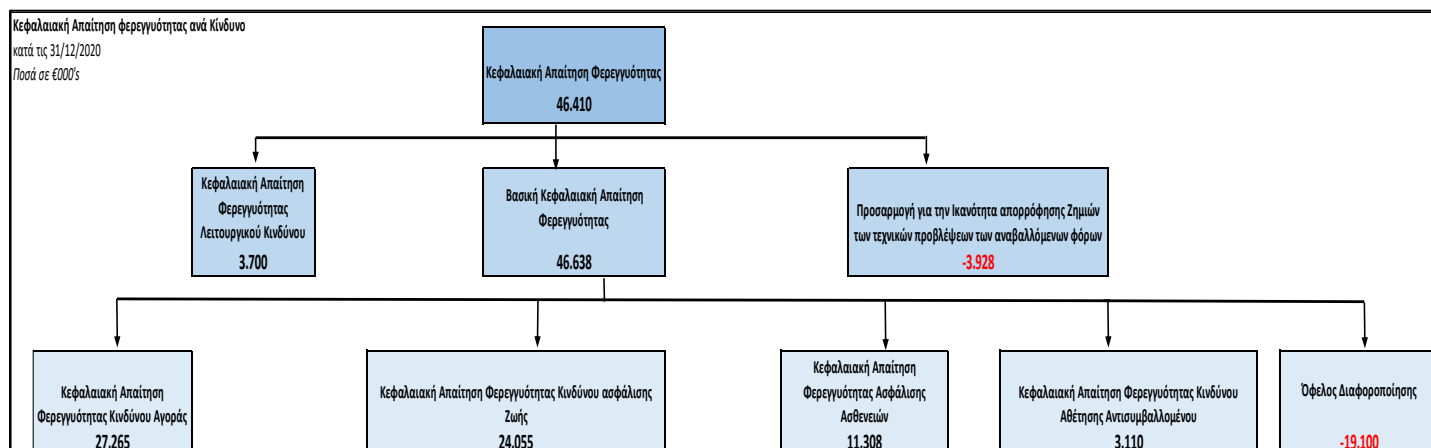 Κεφαλαιακή Απαίτηση φερεγγυότητας ανά Κίνδυνο
κατά τις 31/12/2020
Ποσά σε €000's
Κεφαλαιακή Απαίτηση Φερεγγυότητας
46.410
Κεφαλαιακή Απαίτηση
Φερεγγυότητας
Λειτουργικού Κινδύνου
3.700
Βασική Κεφαλαιακή Απαίτηση
Φερεγγυότητας
46.638
Προσαρμογή για την Ικανότητα απορρόφησης Ζημιών
των τεχνικών προβλέψεων των αναβαλλόμενων φόρων
-3.928
Κεφαλαιακή Απαίτηση
Φερεγγυότητας Κινδύνου Αγοράς
27.265
Κεφαλαιακή Απαίτηση Φερεγγυότητας Κινδύνου ασφάλισης
Ζωής
24.055
Κεφαλαιακή Απαίτηση
Φερεγγυότητας Ασφάλισης
Ασθενειών
11.308
Κεφαλαιακή Απαίτηση Φερεγγυότητας Κινδύνου
Αθέτησης Αντισυμβαλλομένου
3.110
Όφελος Διαφοροποίησης
-19.100